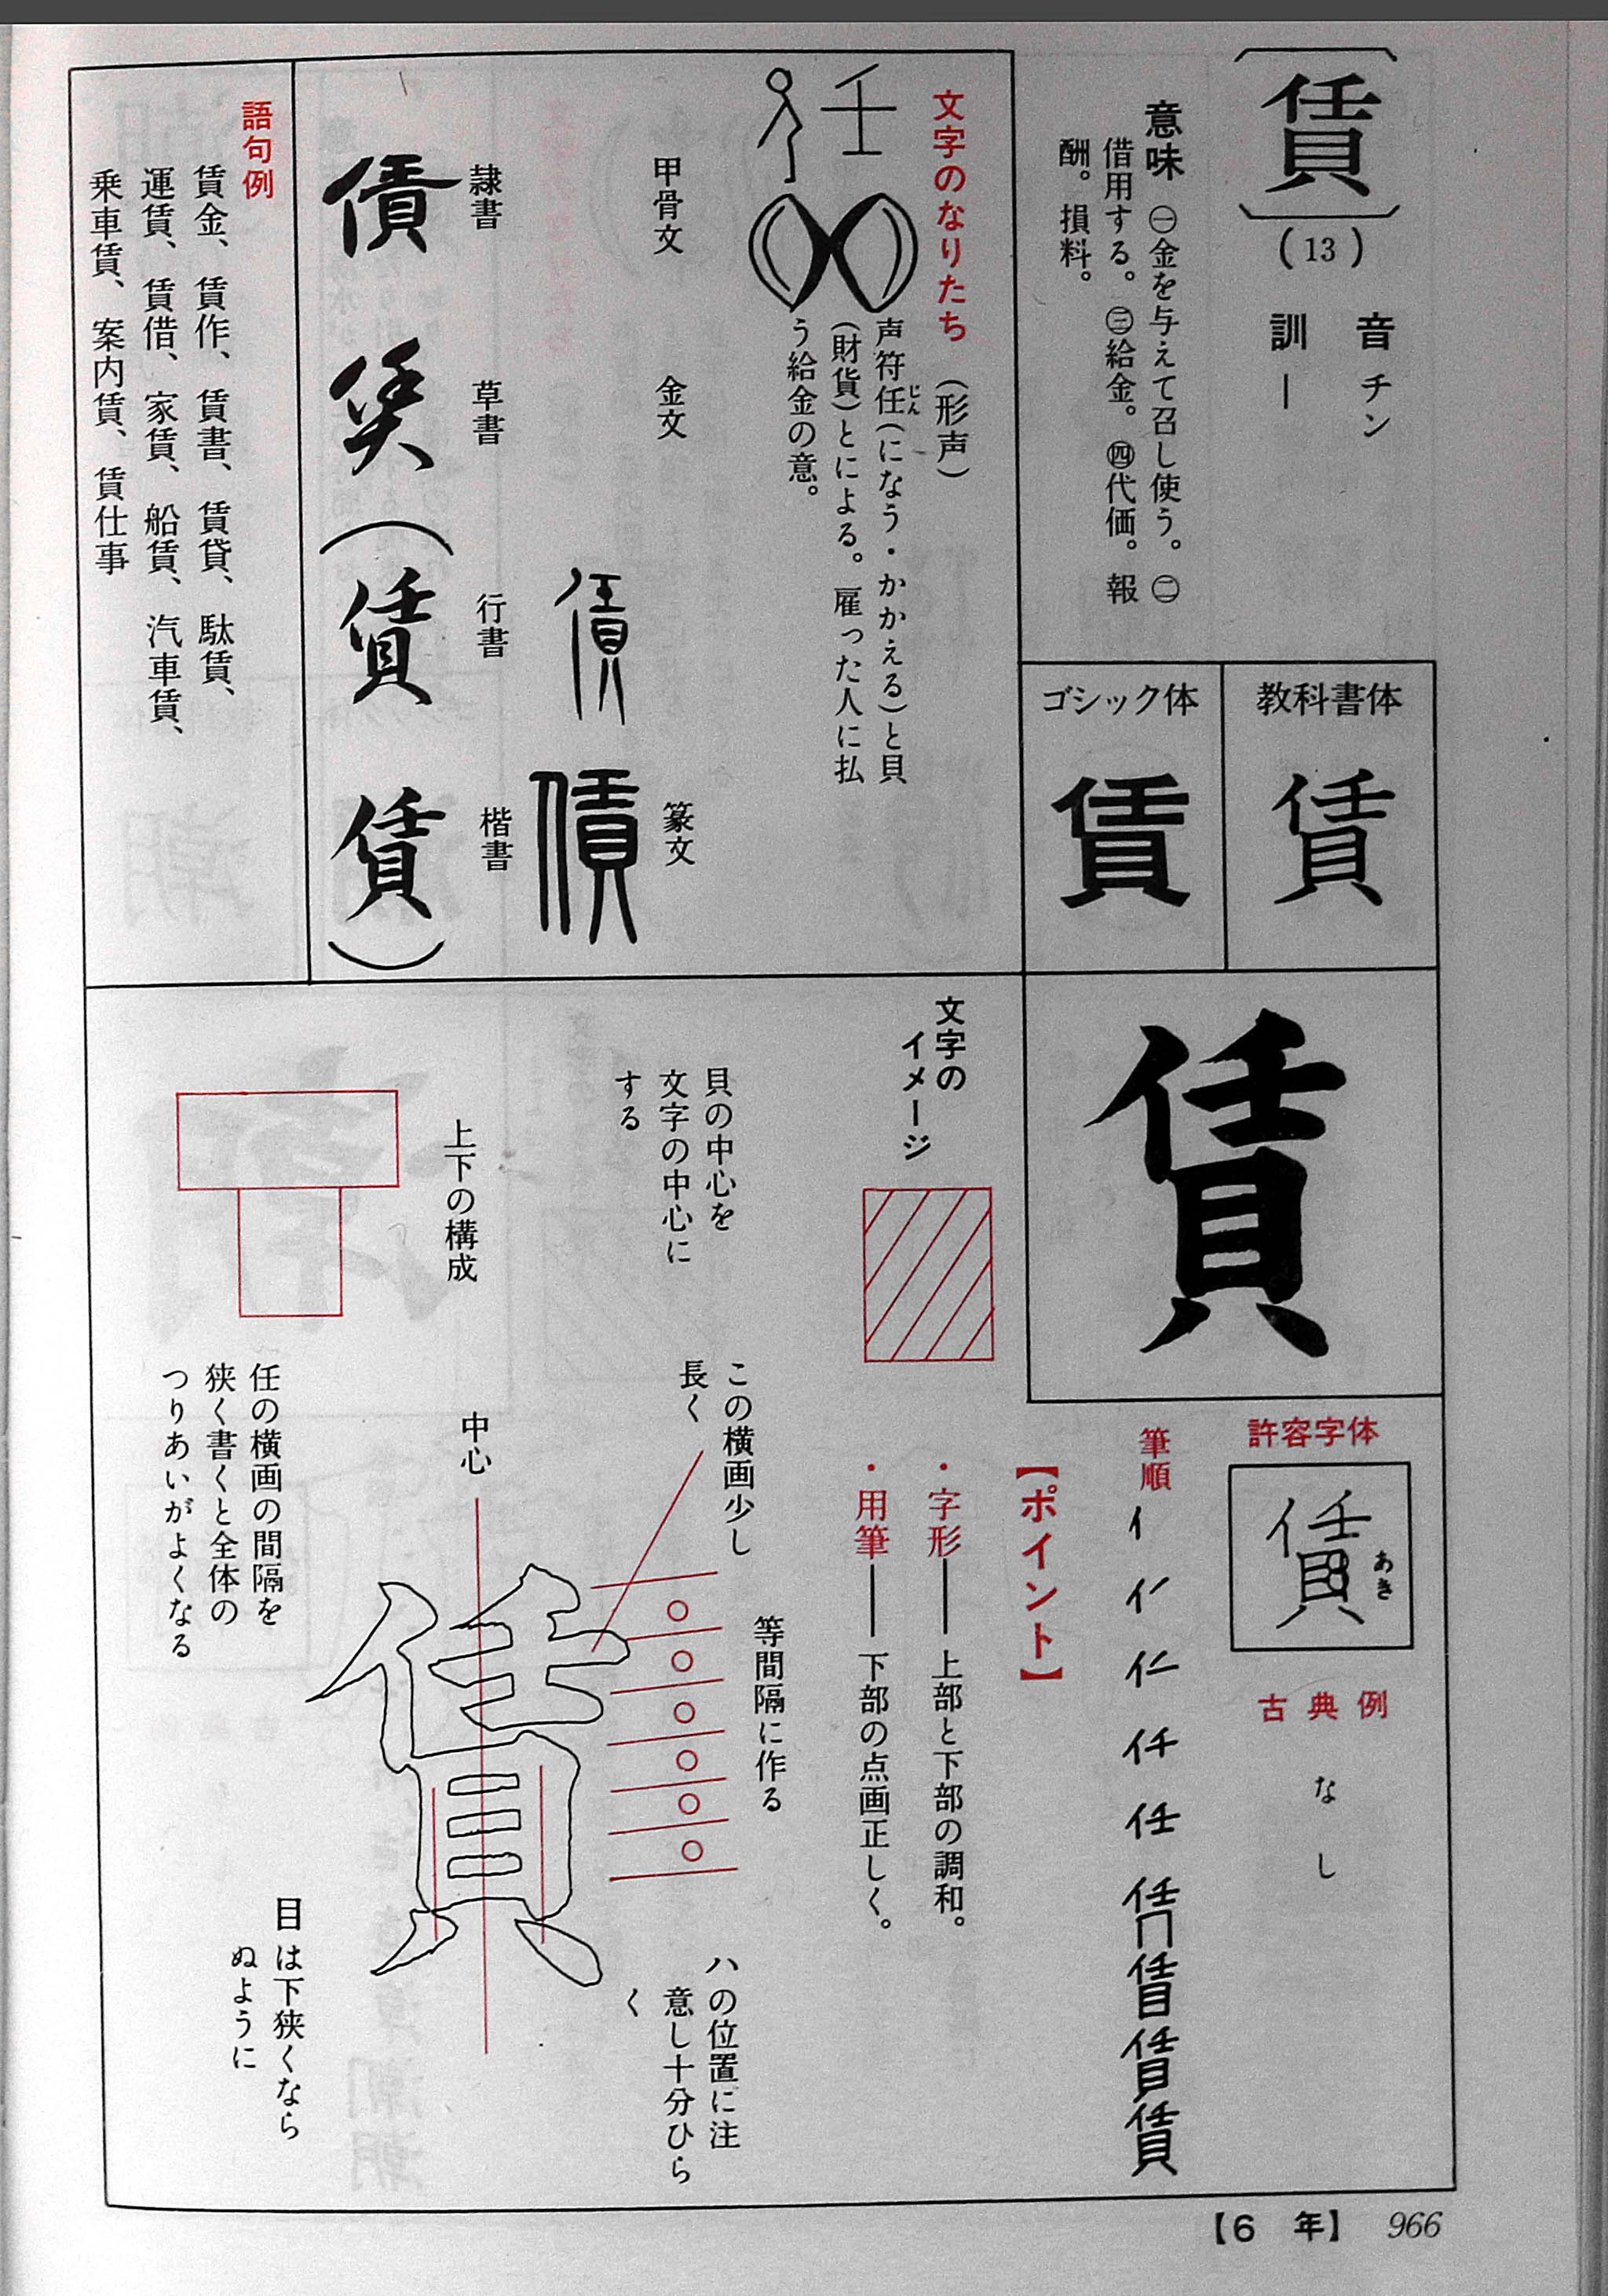 賃
(13)
音 チン
訓 ―
意味 ㊀金を与えて召し使う。㊁
借用する。㊂給金。㊃代価。報
酬。損料。
教科書体
賃
ゴシック体
賃
賃
文字のなりたち (形声)
声符任(になう・かかえる)と貝
じん
(財貨)とによる。雇った人に払
う給金の意。
甲骨文
金文
篆文
賃
賃
隷書
草書
行書
楷書
賃
賃
(賃
賃)
語句例
賃金、賃作、賃書、賃貸、駄賃、
運賃、賃借、家賃、船賃、汽車賃、
乗車賃、案内賃、賃仕事
許容字体
賃
あき
古典例
なし
筆順
【ポイント】
・字形――上部と下部の調和。
・用筆――下部の点画正しく。
文字の
イメージ
貝の中心を
文字の中心に
する
上下の構成
この横画少し
長く
等間隔に作る
中心
任の横画の間隔を
狭く書くと全体の
つりあいがよくなる
ハの位置に注
意し十分ひら
く
目は下狭くなら
ぬように
【6 年】 966